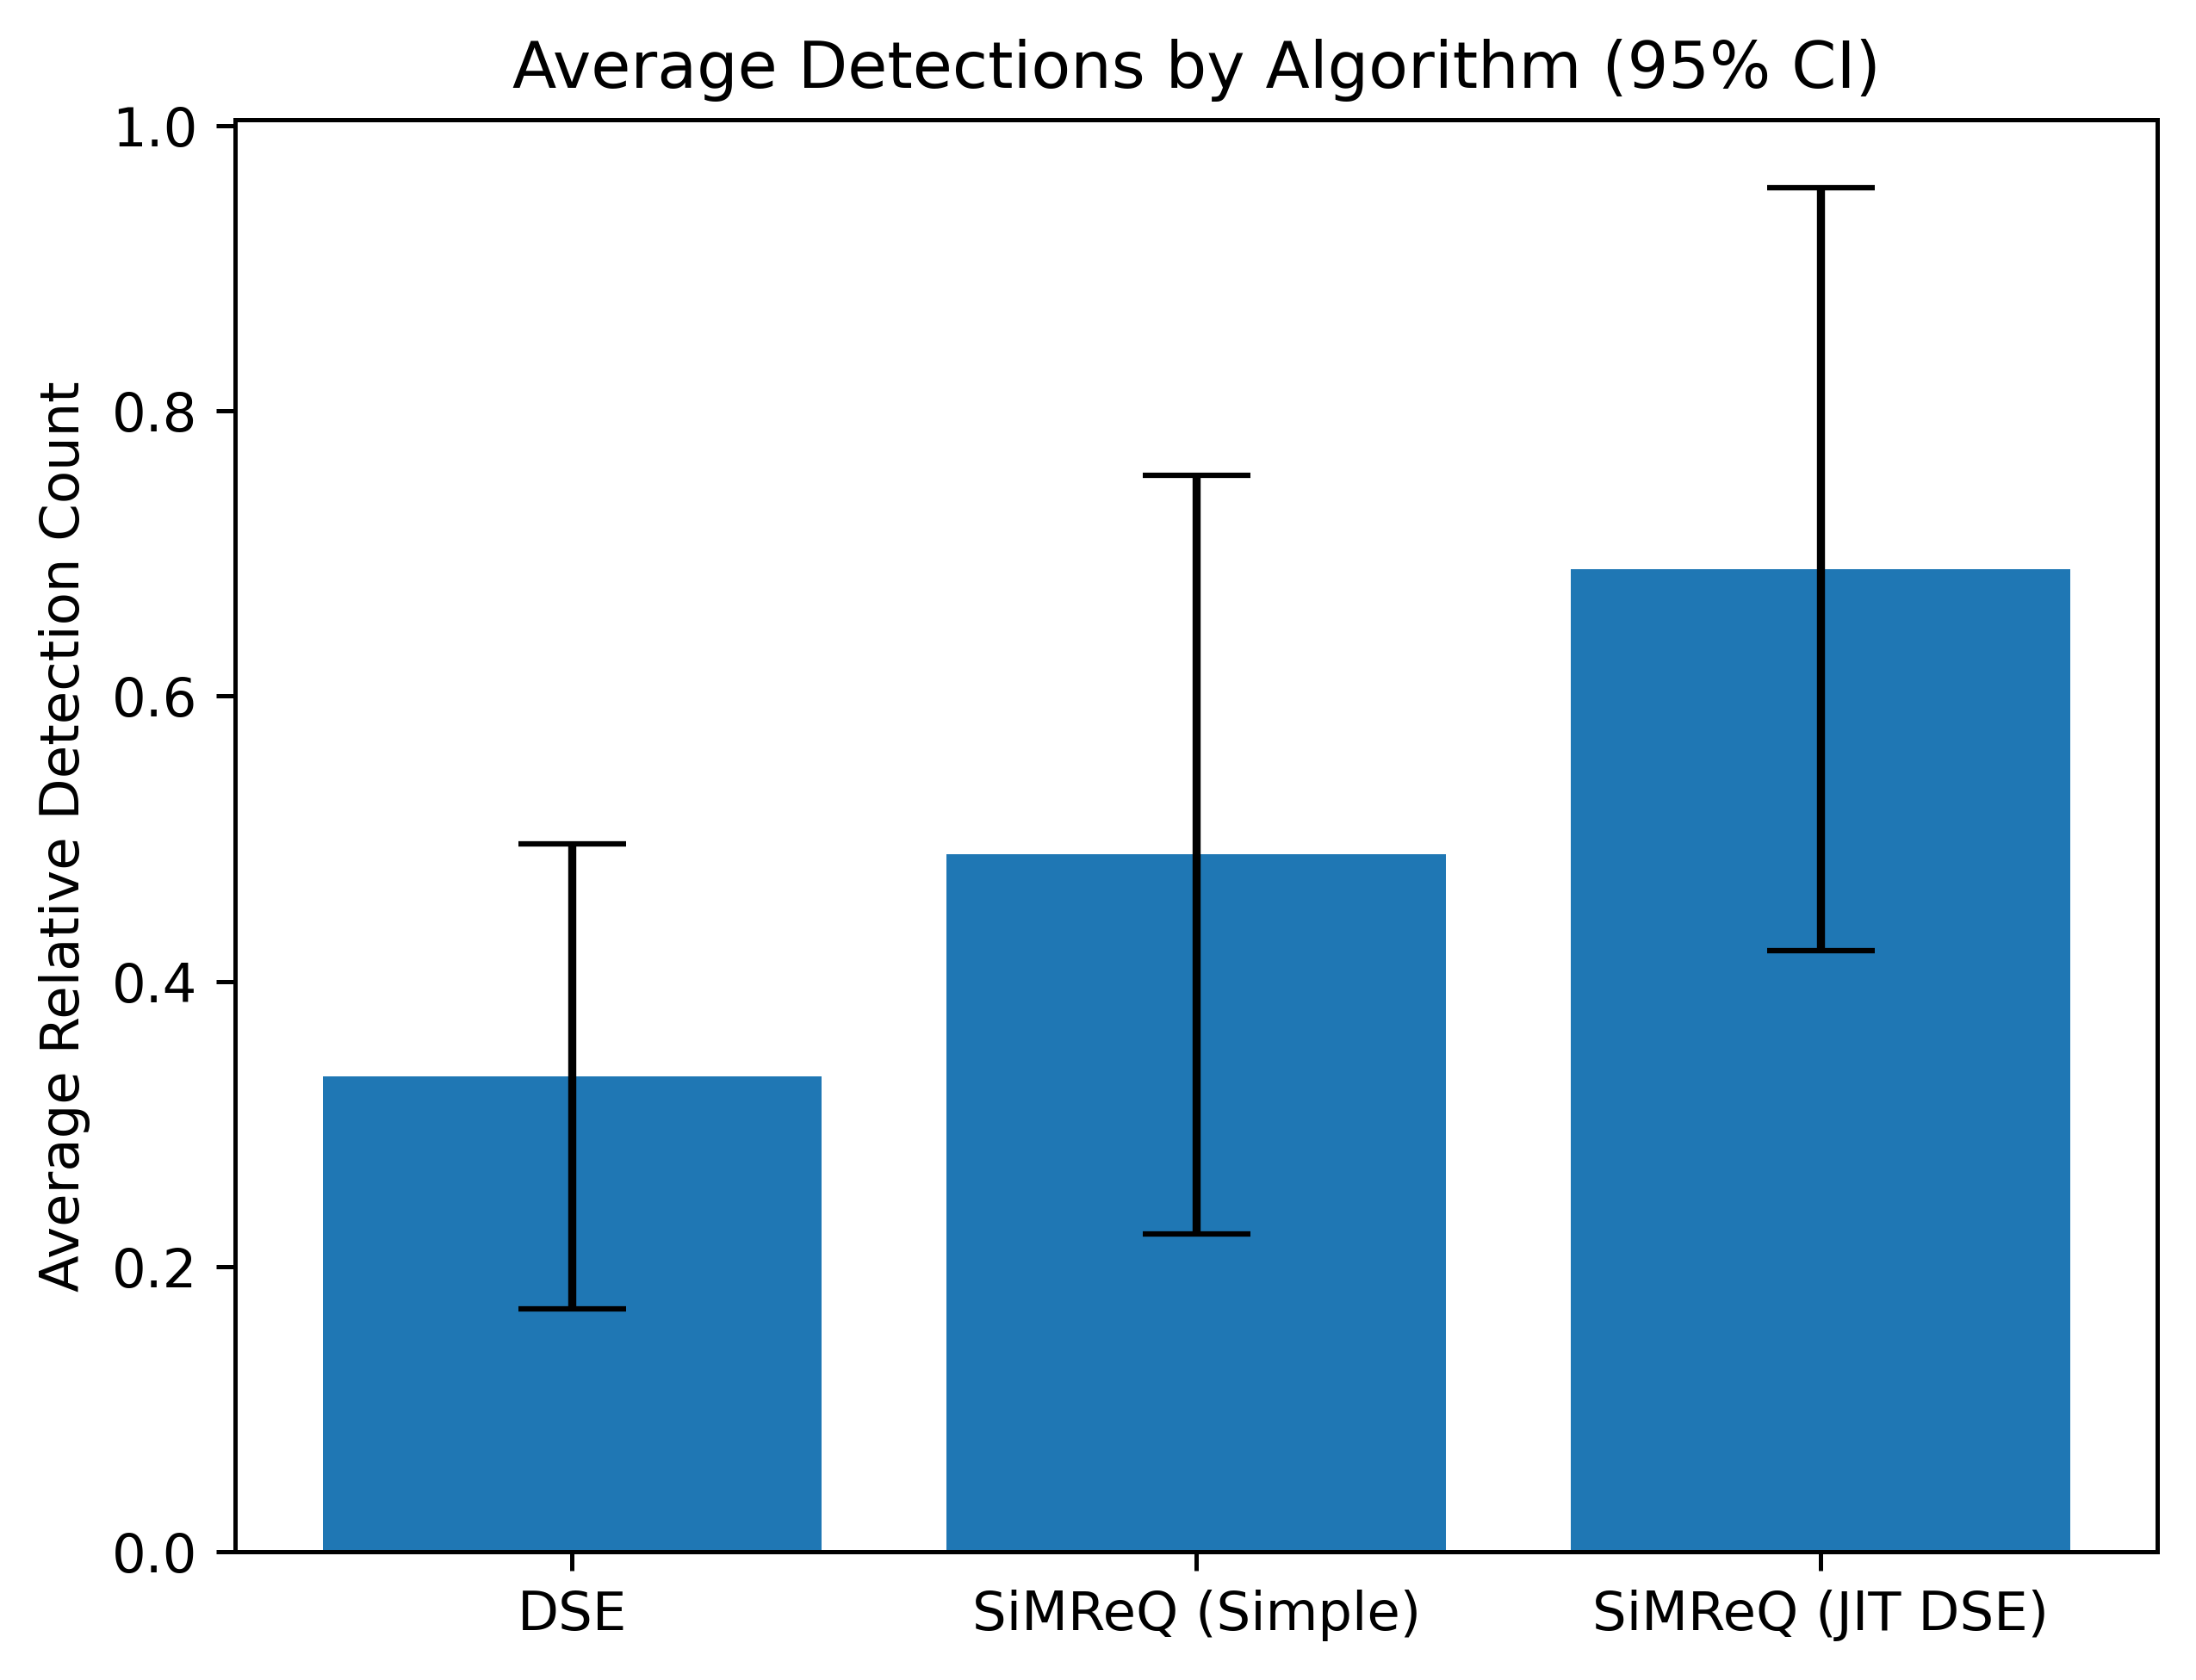 Average Detections by Algorithm (95% CI)
Average Relative Detection Count
1.0
0.8
0.6
0.4
0.2
0.0
DSE
SiMReQ (Simple)
SiMReQ (JIT DSE)